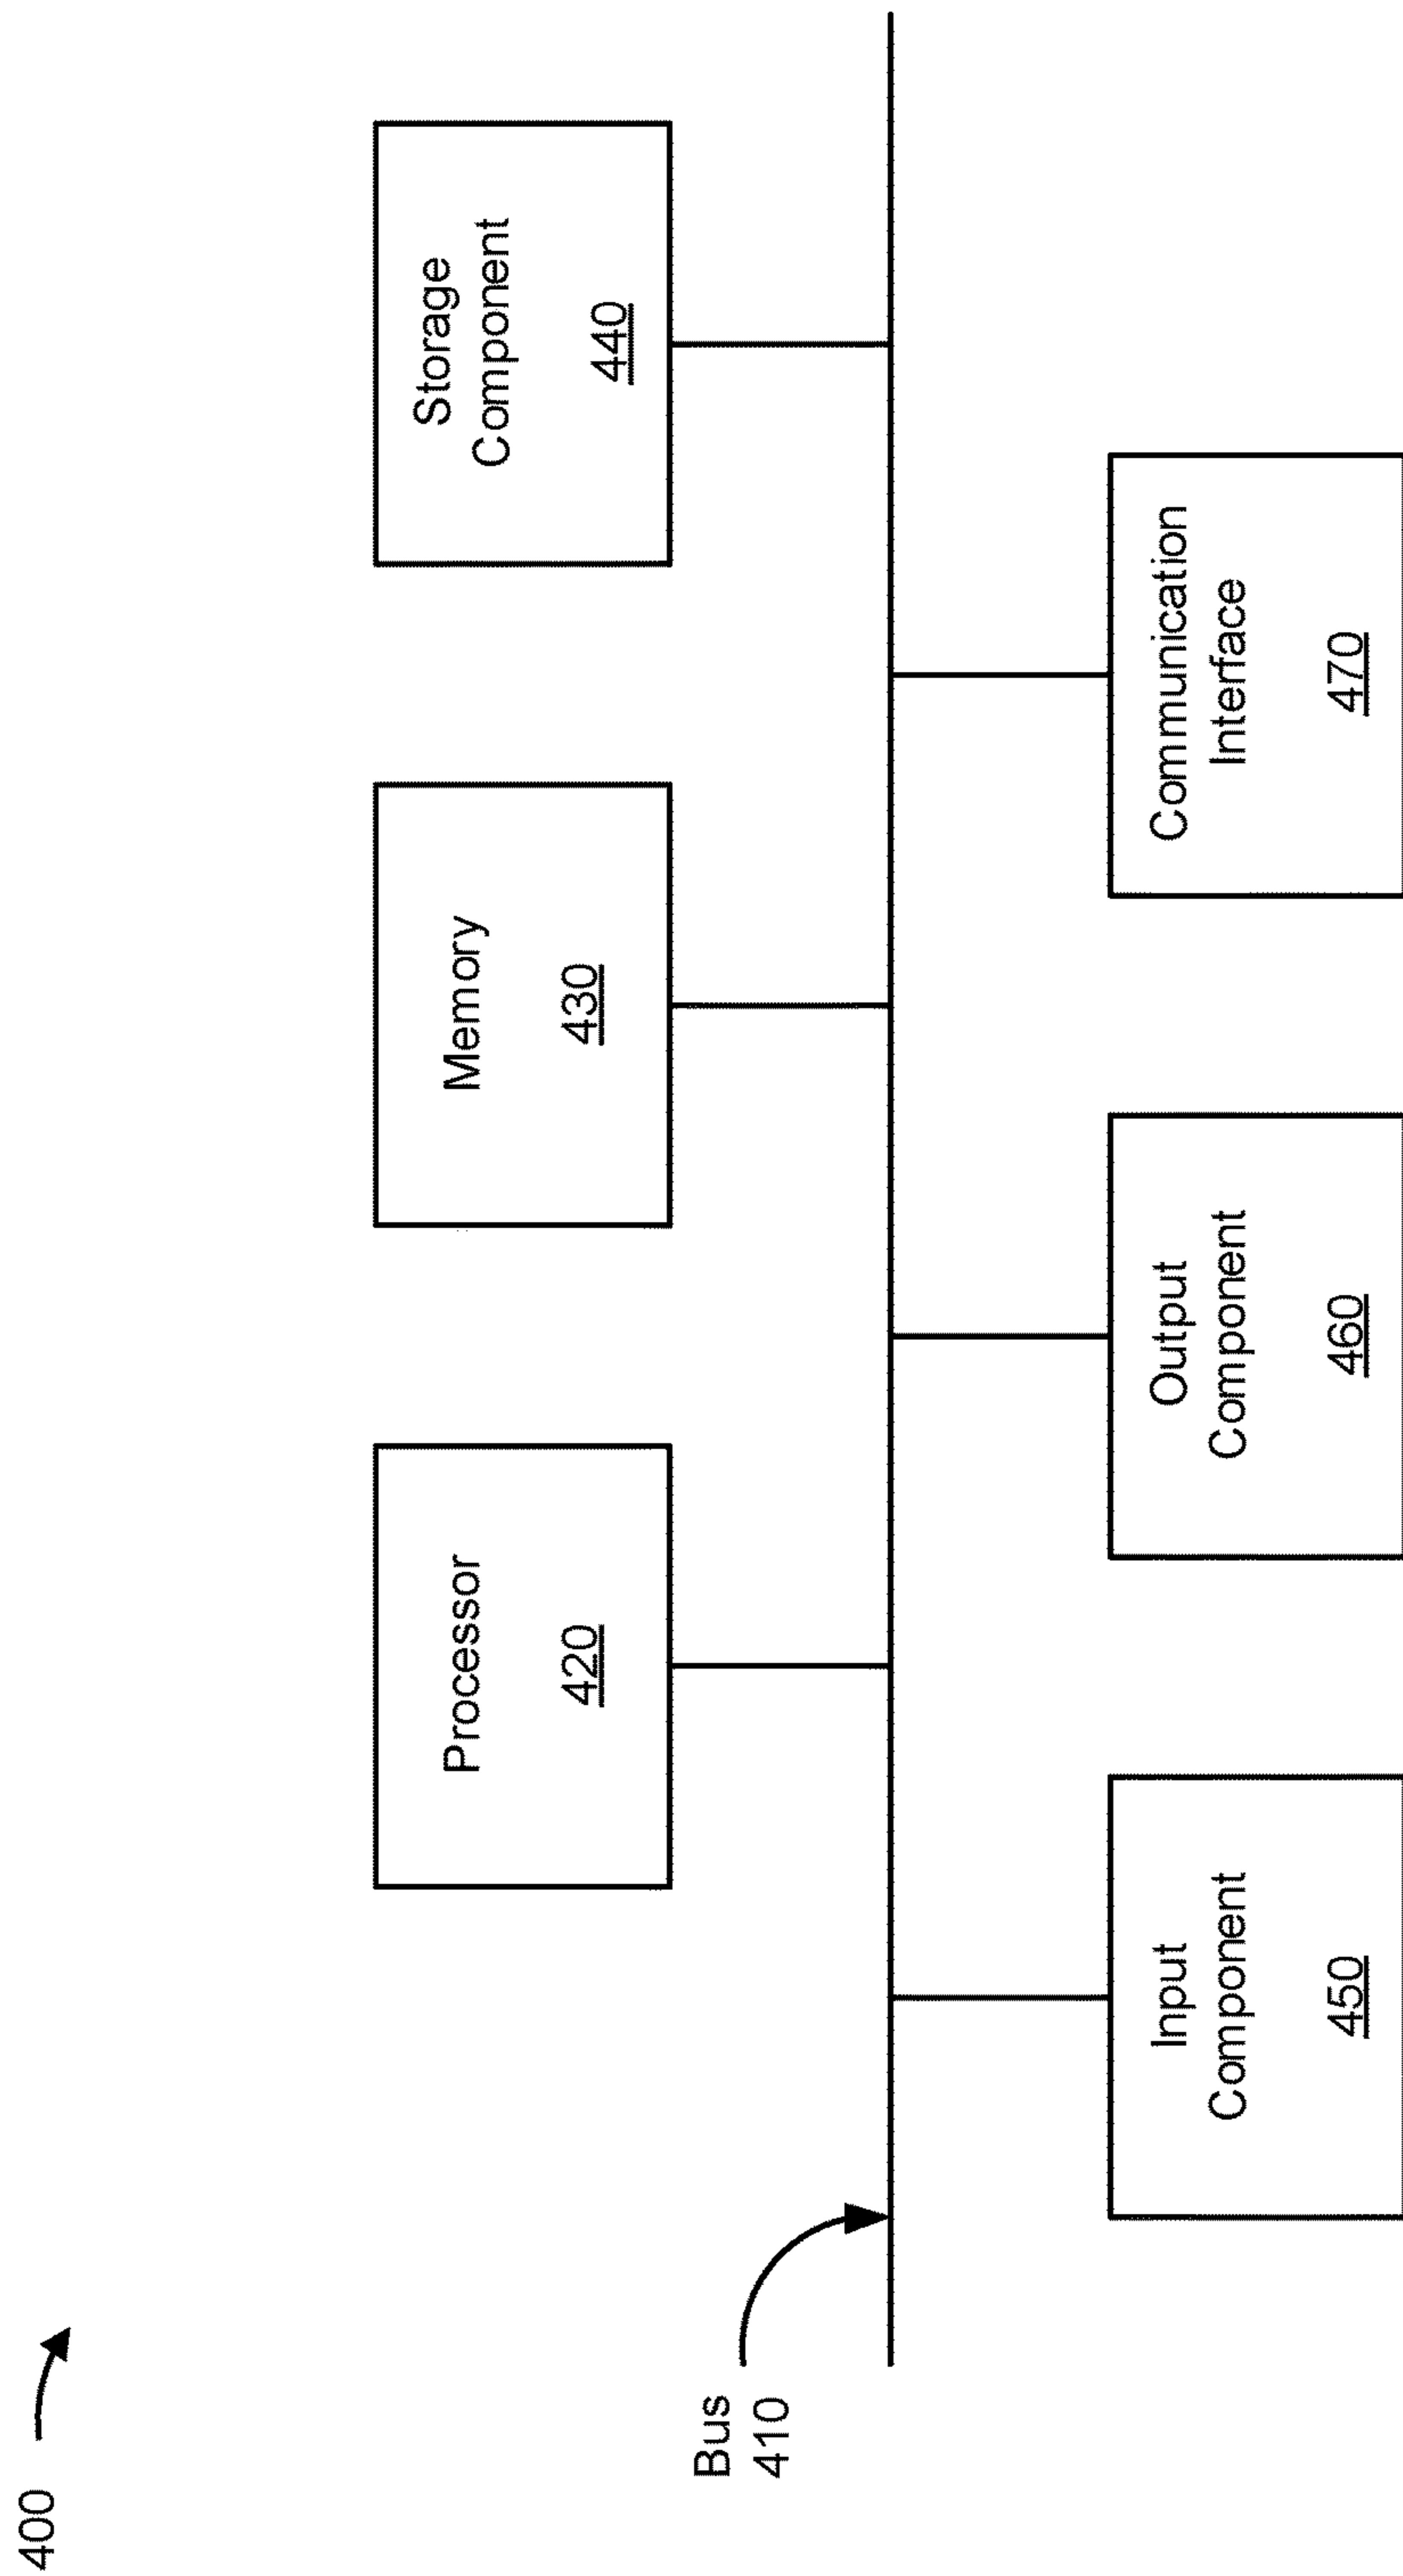 400
Processor
420
Memory
430
Storage
Component
440
Bus
410
Input
Component
450
Output
Component
460
Communication
Interface
470